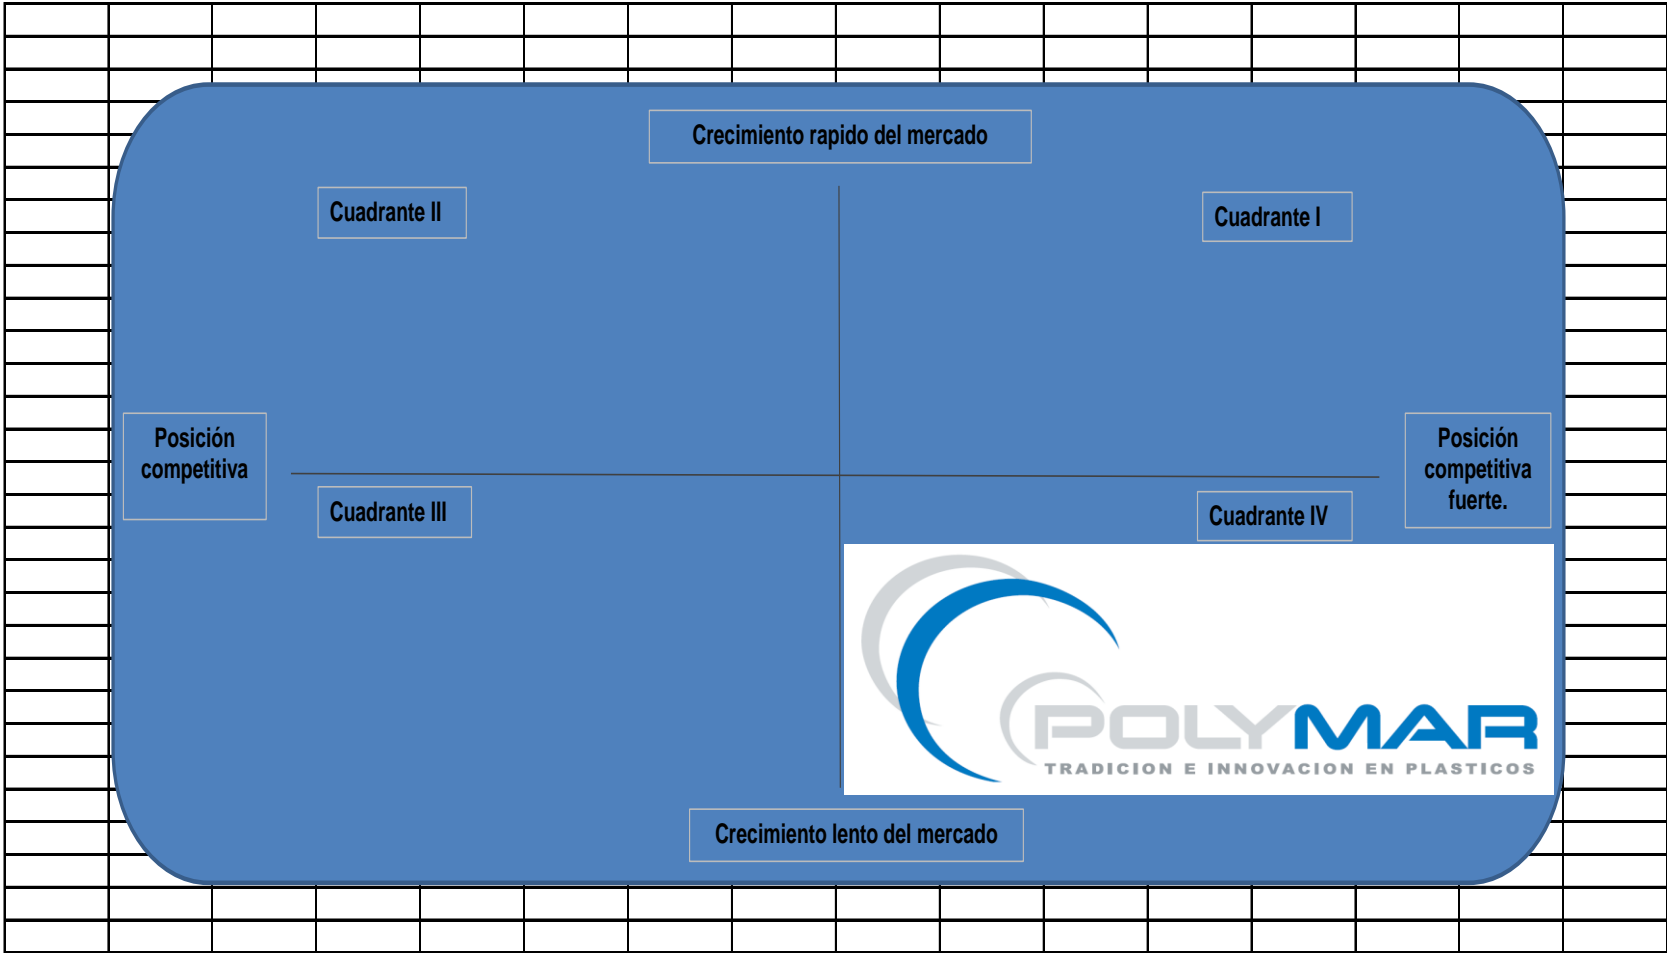 Crecimiento rapido del mercado
Cuadrante II
Cuadrante I
Posición
competitiva
Posición
competitiva
fuerte.
Cuadrante III
Cuadrante IV
POLYMAR
TRADICION E INNOVACION EN PLASTICOS
Crecimiento lento del mercado